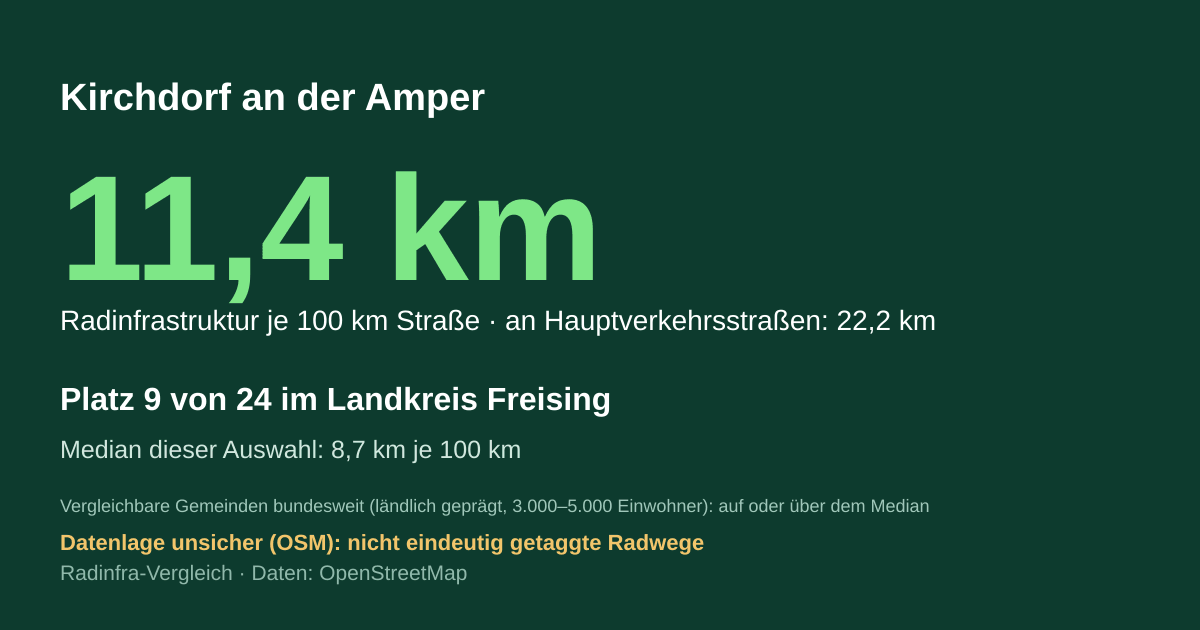 Kirchdorf an der Amper
11,4 km
Radinfrastruktur je 100 km Straße · an Hauptverkehrsstraßen: 22,2 km
Platz 9 von 24 im Landkreis Freising
Median dieser Auswahl: 8,7 km je 100 km
Vergleichbare Gemeinden bundesweit (ländlich geprägt, 3.000–5.000 Einwohner): auf oder über dem Median
Datenlage unsicher (OSM): nicht eindeutig getaggte Radwege
Radinfra-Vergleich · Daten: OpenStreetMap